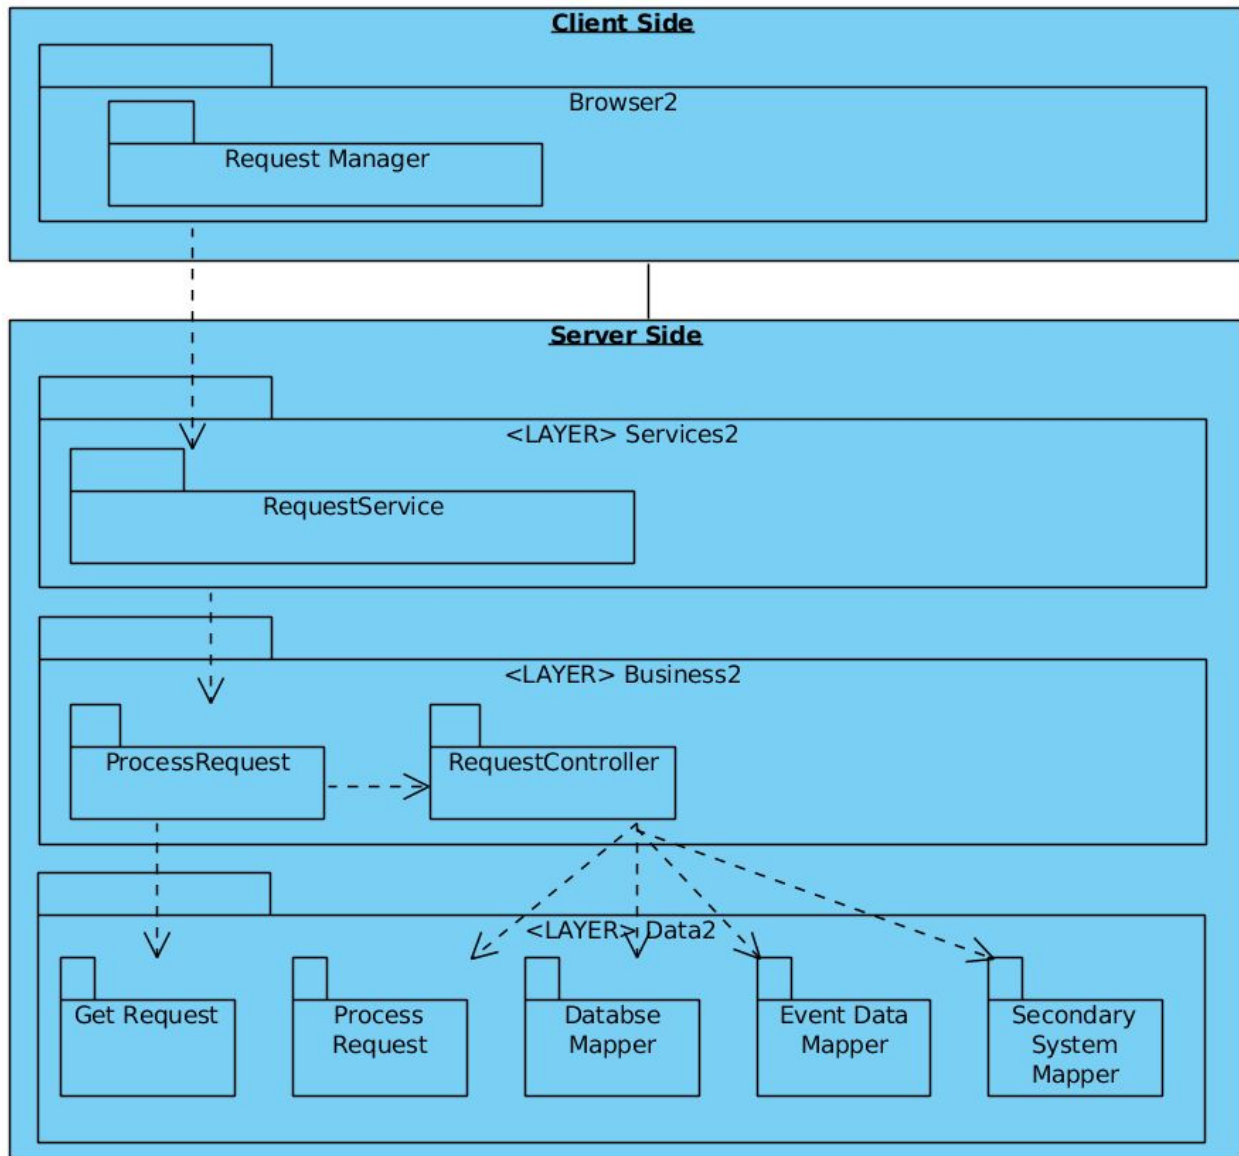 Client Side
Browser2
Request Manager
Server Side
<LAYER> Services2
RequestService
<LAYER> Business2
ProcessRequest
RequestController
<LAYER> Data2
Get Request
Process
Request
Databse
Mapper
Event Data
Mapper
Secondary
System
Mapper